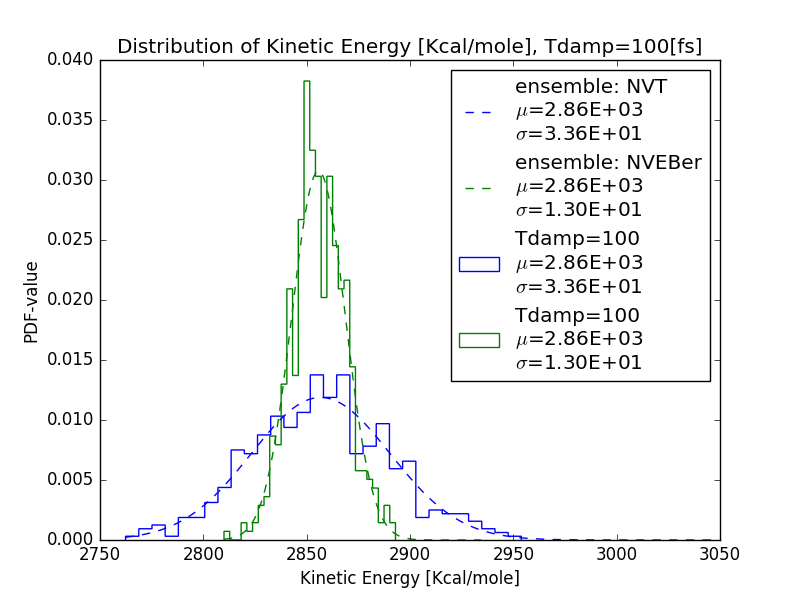 Distribution of Kinetic Energy [Kcal/mole], Tdamp=100[fs]
0.040
0.035
0.030
0.025
0.020
0.015
0.010
0.005
0.000
PDF-value
ensemble: NVT
μ=2.86E+03
σ=3.36E+01
ensemble: NVEBer
μ=2.86E+03
σ=1.30E+01
Tdamp=100
μ=2.86E+03
σ=3.36E+01
Tdamp=100
μ=2.86E+03
σ=1.30E+01
2750 2800 2850 2900 2950 3000 3050
Kinetic Energy [Kcal/mole]